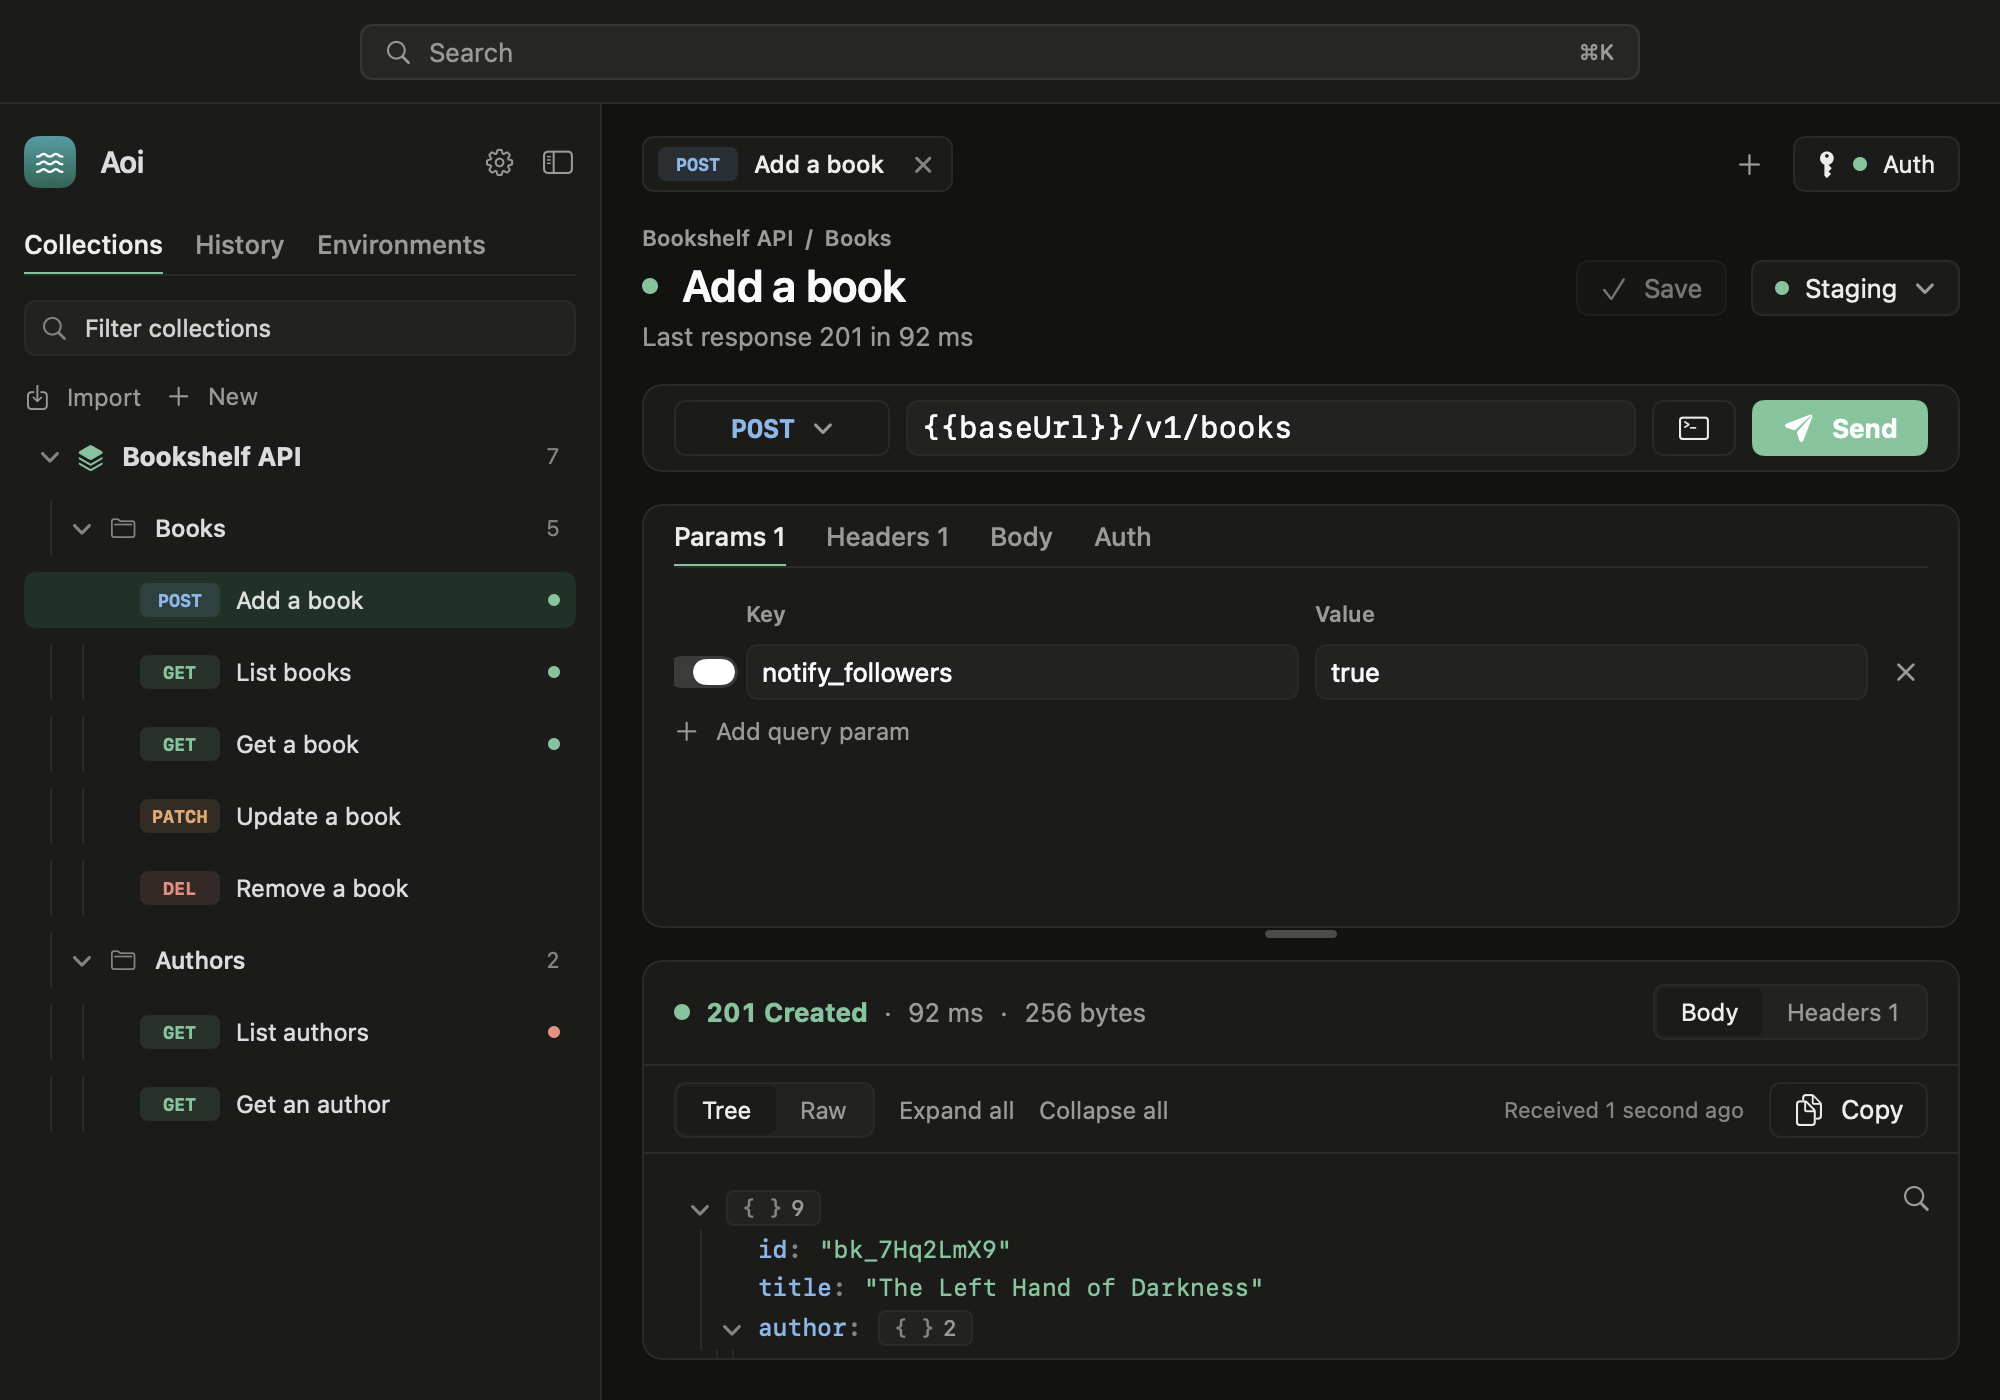 Search ⌘K
Aoi
Collections History Environments
Filter collections
Import New
Bookshelf API 7
Books 5
POST Add a book
GET List books
GET Get a book
PATCH Update a book
DEL Remove a book
Authors 2
GET List authors
GET Get an author
POST Add a book
Auth
Bookshelf API / Books
Add a book
Last response 201 in 92 ms
Save Staging
POST {{baseUrl}}/v1/books Send
Params 1 Headers 1 Body Auth
Key Value
notify_followers true
Add query param
201 Created · 92 ms · 256 bytes
Body Headers 1
Tree Raw Expand all Collapse all
Received 1 second ago Copy
{ } 9
id: "bk_7Hq2LmX9"
title: "The Left Hand of Darkness"
author: { } 2